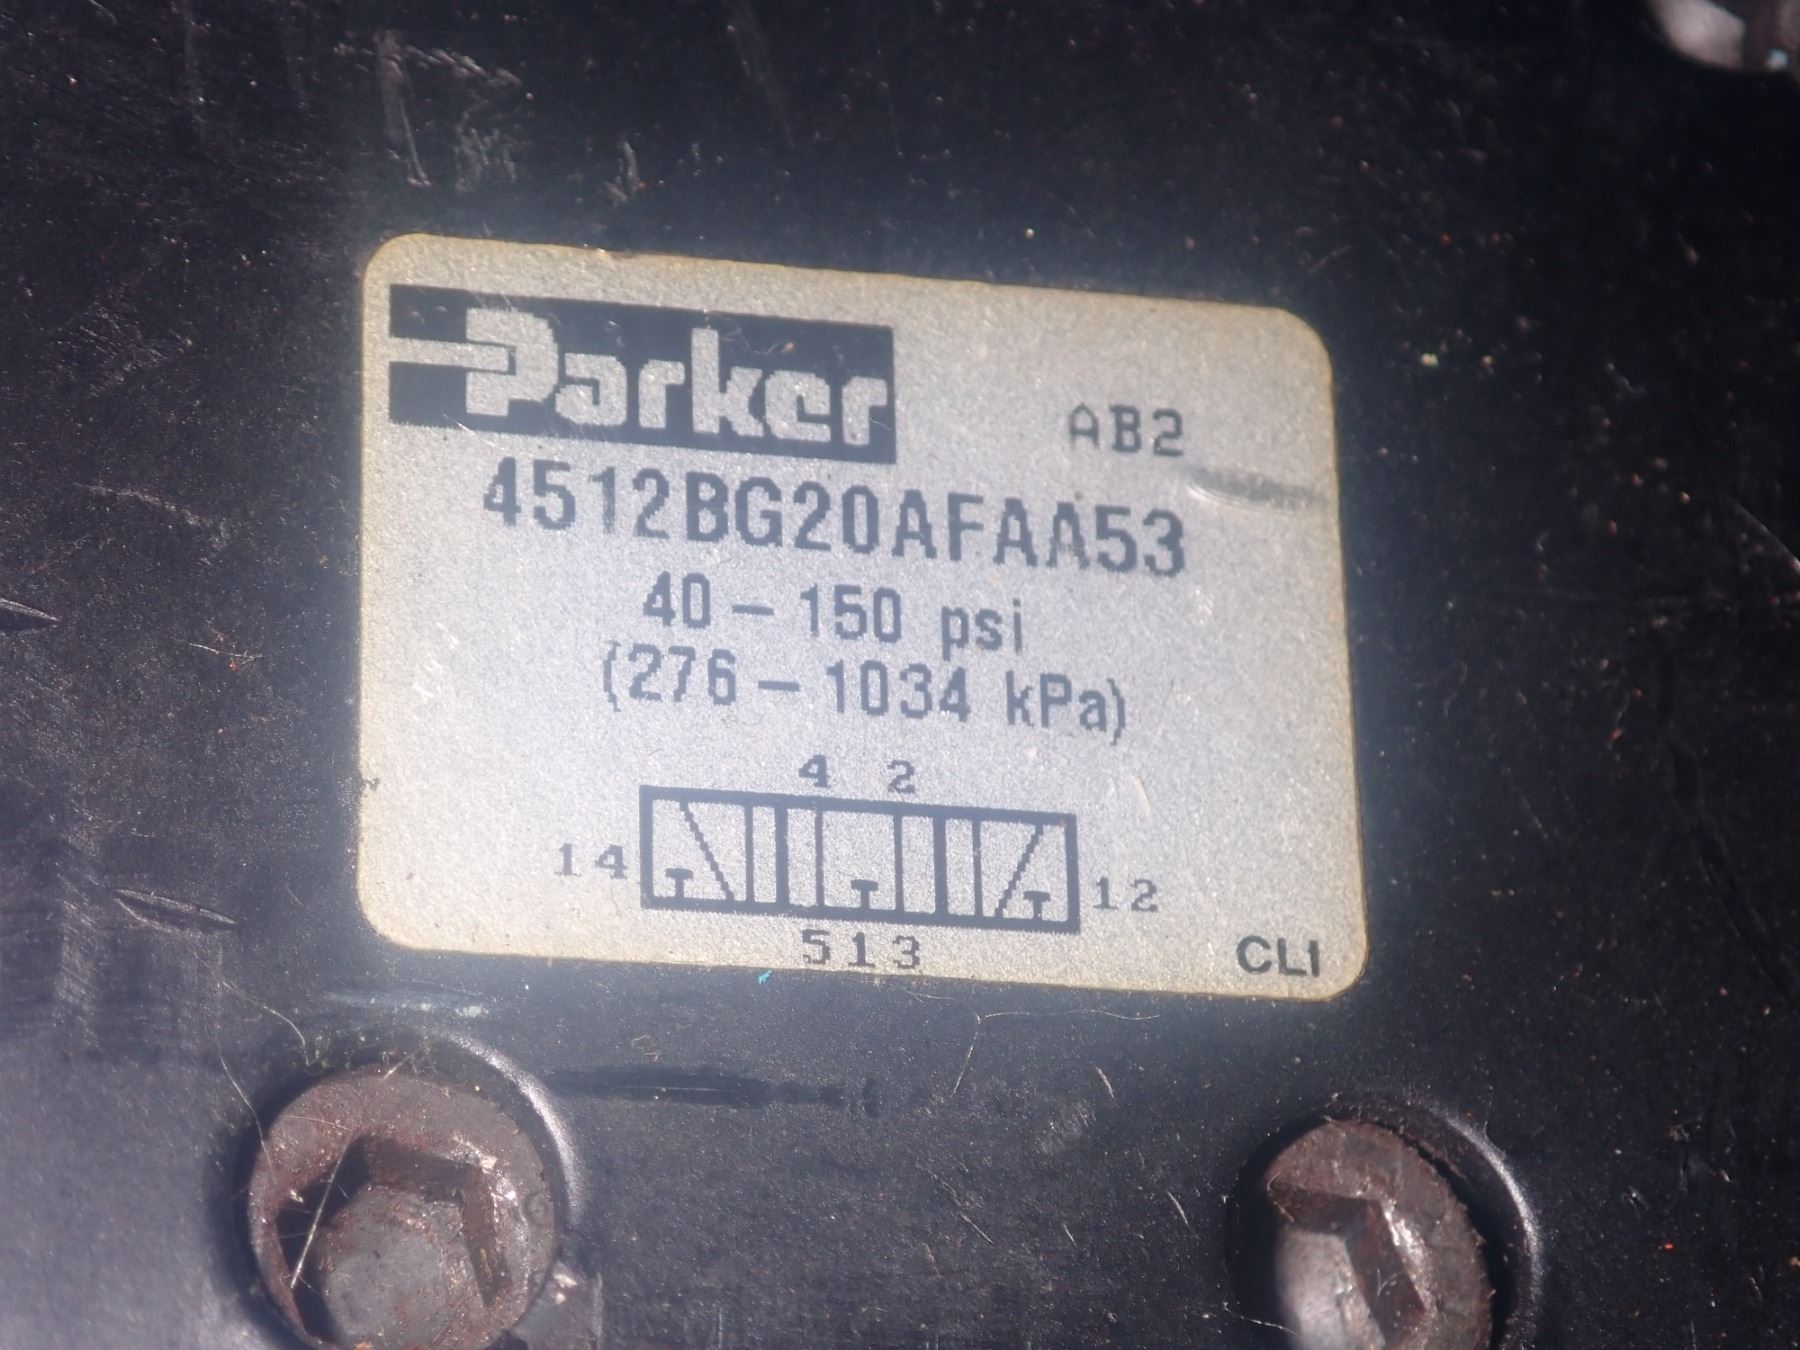 Parker
AB2
4512BG20AFAA53
40 – 150 psi
(276 – 1034 kPa)
4 2
14 12
513
CLI